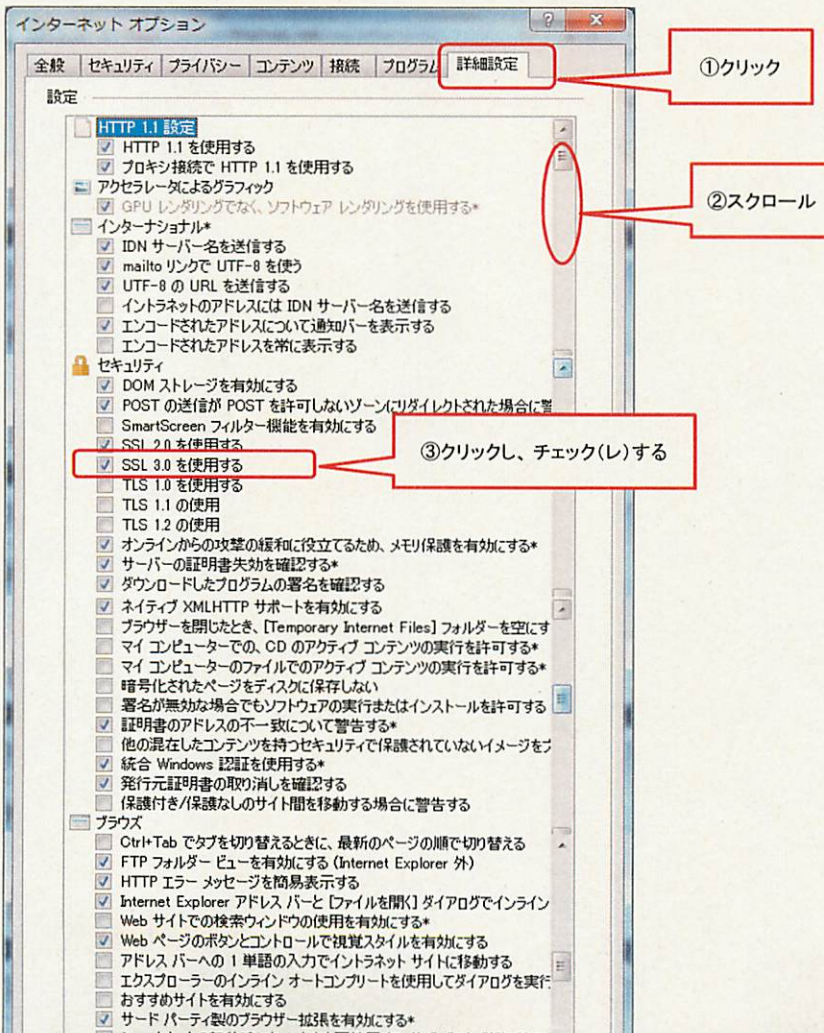 インターネット オプション
全般 セキュリティ プライバシー コンテンツ 接続 プログラム 詳細設定
①クリック
設定
HTTP 1.1 設定
HTTP 1.1 を使用する
プロキシ接続で HTTP 1.1 を使用する
アクセラレータによるグラフィック
GPU レンダリングでなく、ソフトウェア レンダリングを使用する*
②スクロール
インターナショナル*
IDN サーバー名を送信する
mailto リンクで UTF-8 を使う
UTF-8 の URL を送信する
イントラネットのアドレスには IDN サーバー名を送信する
エンコードされたアドレスについて通知バーを表示する
エンコードされたアドレスを常に表示する
セキュリティ
DOM ストレージを有効にする
POST の送信が POST を許可しないゾーンにリダイレクトされた場合に警
SmartScreen フィルター機能を有効にする
SSL 2.0 を使用する
③クリックし、チェック(レ)する
SSL 3.0 を使用する
TLS 1.0 を使用する
TLS 1.1 の使用
TLS 1.2 の使用
オンラインからの攻撃の緩和に役立てるため、メモリ保護を有効にする*
サーバーの証明書失効を確認する*
ダウンロードしたプログラムの署名を確認する
ネイティブ XMLHTTP サポートを有効にする
ブラウザーを閉じたとき、[Temporary Internet Files] フォルダーを空にす
マイ コンピューターでの、CD のアクティブ コンテンツの実行を許可する*
マイ コンピューターのファイルでのアクティブ コンテンツの実行を許可する*
暗号化されたページをディスクに保存しない
署名が無効な場合でもソフトウェアの実行またはインストールを許可する
証明書のアドレスの不一致について警告する*
他の混在したコンテンツを持つセキュリティで保護されていないイメージをブ
統合 Windows 認証を使用する*
発行元証明書の取り消しを確認する
保護付き/保護なしのサイト間を移動する場合に警告する
ブラウズ
Ctrl+Tab でタブを切り替えるときに、最新のページの順で切り替える
FTP フォルダー ビューを有効にする (Internet Explorer 外)
HTTP エラー メッセージを簡易表示する
Internet Explorer アドレス バーと [ファイルを開く] ダイアログでインライン
Web サイトでの検索ウィンドウの使用を有効にする*
Web ページのボタンとコントロールで視覚スタイルを有効にする
アドレス バーへの 1 単語の入力でイントラネット サイトに移動する
エクスプローラーのインライン オートコンプリートを使用してダイアログを実行
おすすめサイトを有効にする
サード パーティ製のブラウザー拡張を有効にする*